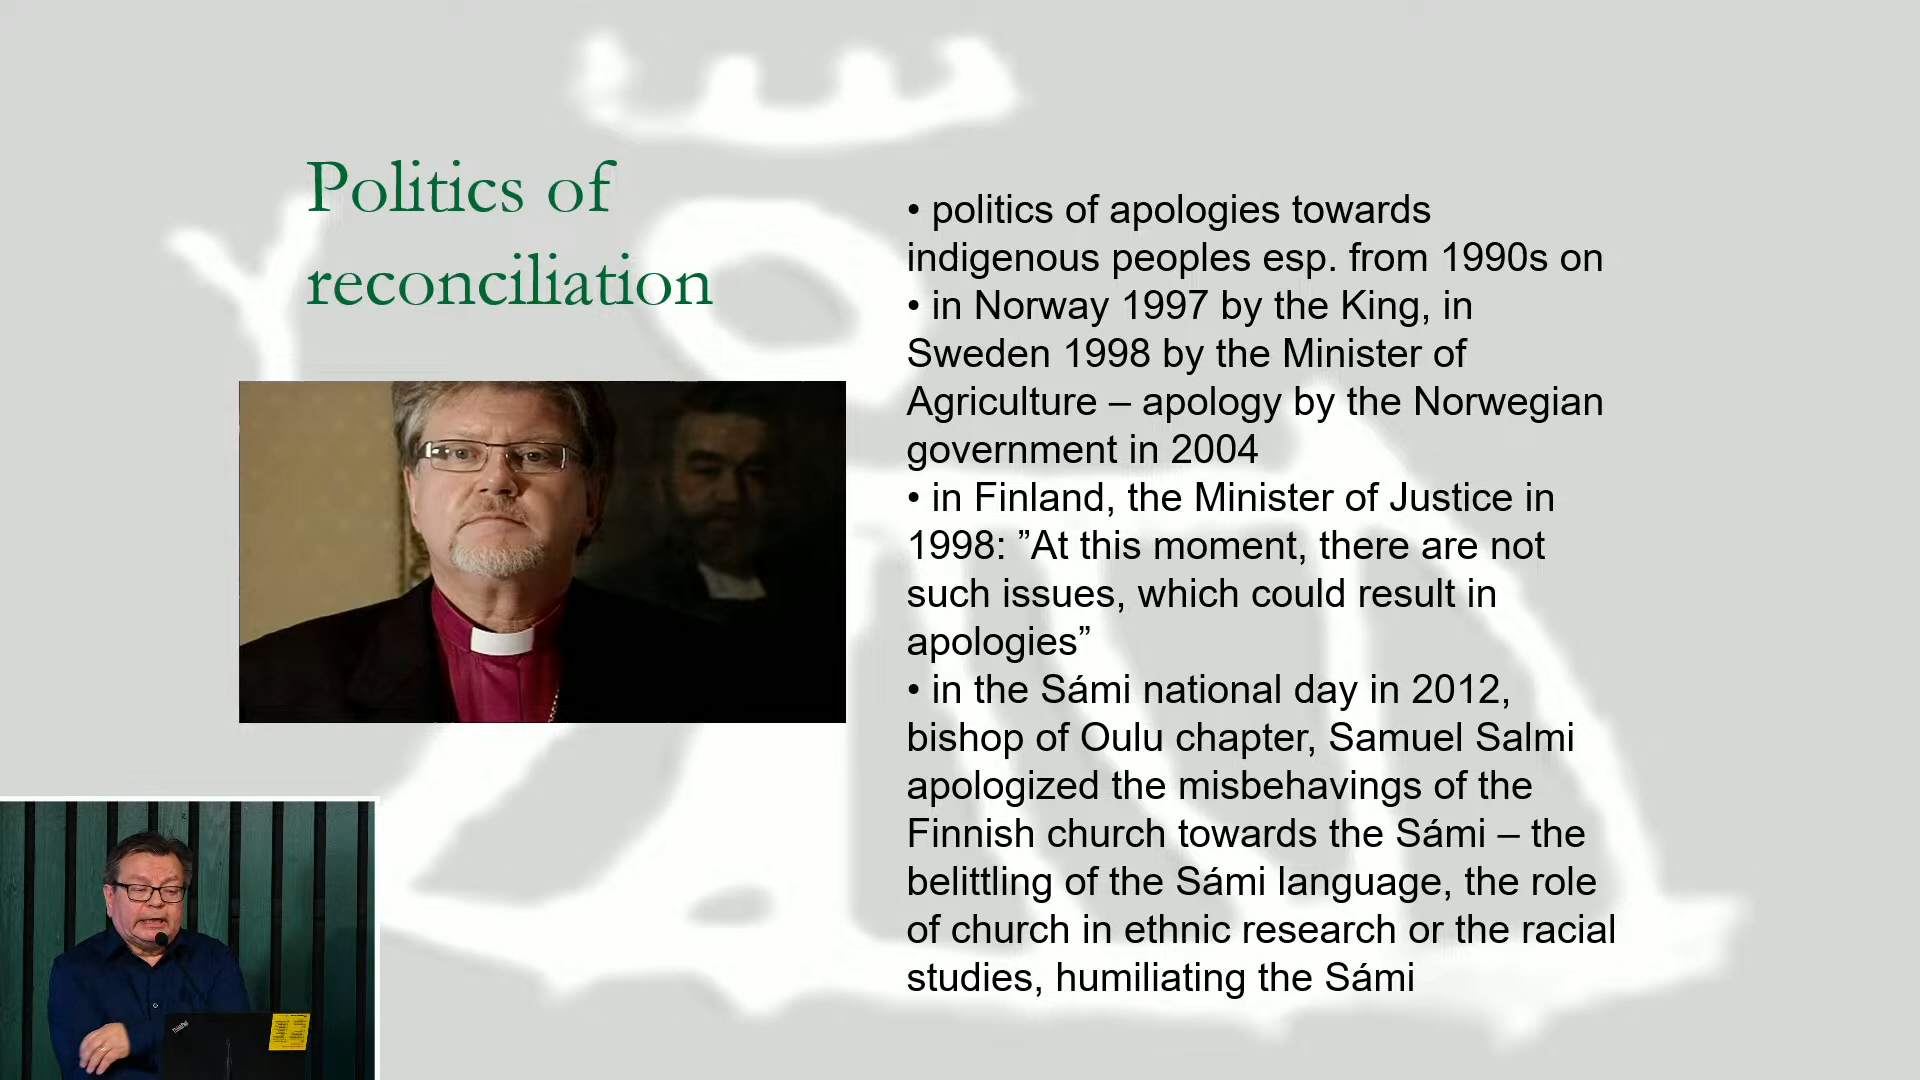 Politics of
reconciliation
• politics of apologies towards
indigenous peoples esp. from 1990s on
• in Norway 1997 by the King, in
Sweden 1998 by the Minister of
Agriculture – apology by the Norwegian
government in 2004
• in Finland, the Minister of Justice in
1998: ”At this moment, there are not
such issues, which could result in
apologies”
• in the Sámi national day in 2012,
bishop of Oulu chapter, Samuel Salmi
apologized the misbehavings of the
Finnish church towards the Sámi – the
belittling of the Sámi language, the role
of church in ethnic research or the racial
studies, humiliating the Sámi
ThinkPad